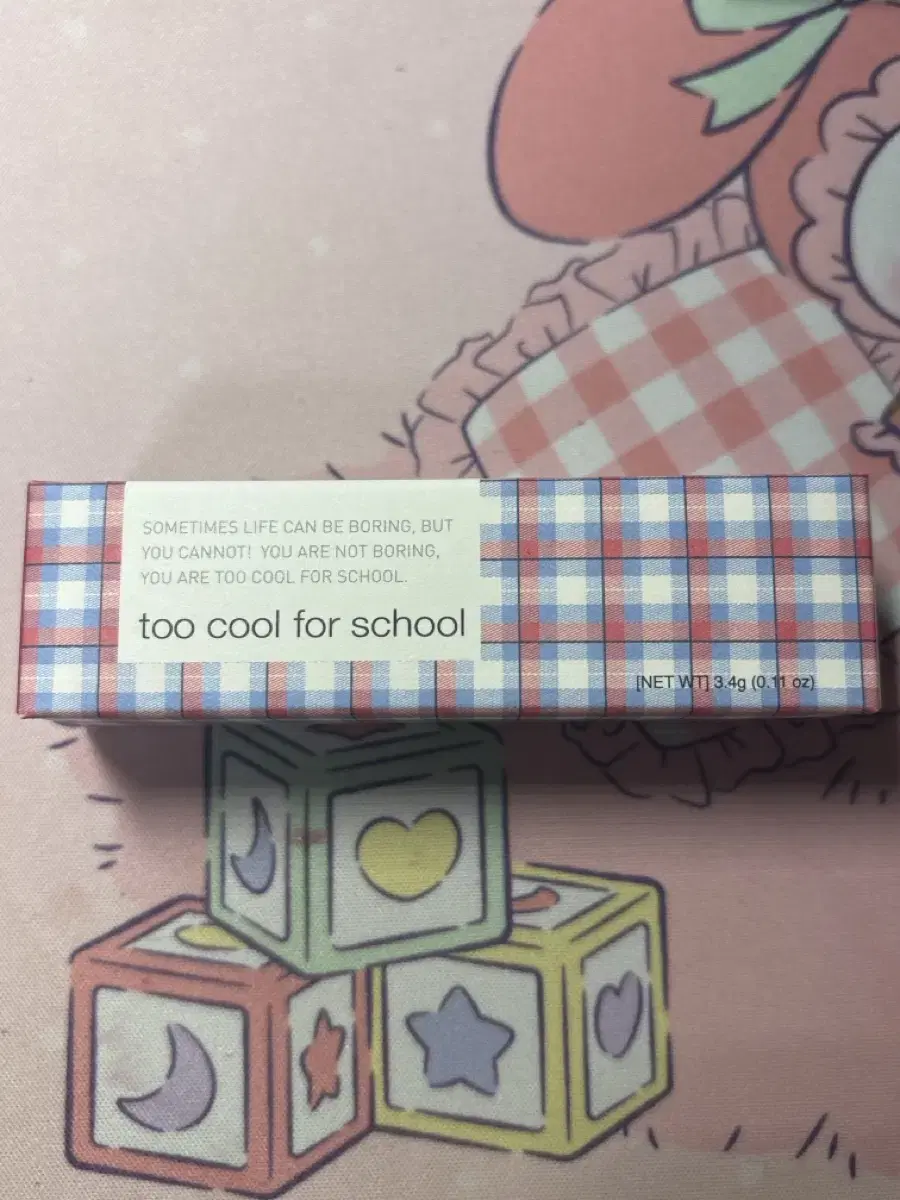 SOMETIMES LIFE CAN BE BORING, BUT
YOU CANNOT! YOU ARE NOT BORING,
YOU ARE TOO COOL FOR SCHOOL.
too cool for school
[NET WT] 3.4g (0.11 oz)